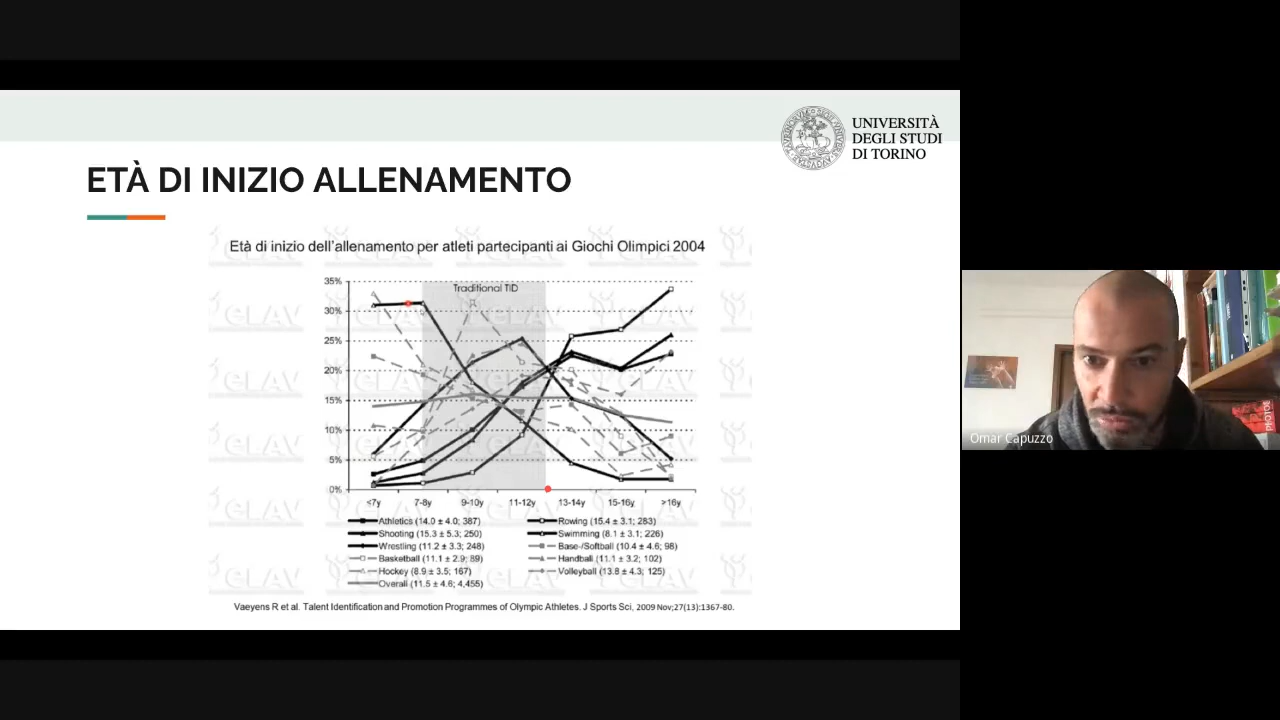 UNIVERSITÀ
DEGLI STUDI
DI TORINO
ETÀ DI INIZIO ALLENAMENTO
Età di inizio dell'allenamento per atleti partecipanti ai Giochi Olimpici 2004
Traditional TID
35%
30%
25%
20%
15%
10%
5%
0%
≤7y 7-8y 9-10y 11-12y 13-14y 15-16y >16y
Athletics (14.0 ± 4.0; 387) Rowing (15.4 ± 3.1; 283)
Shooting (15.3 ± 5.3; 250) Swimming (8.1 ± 3.1; 226)
Wrestling (11.2 ± 3.3; 248) Base-/Softball (10.4 ± 4.6; 98)
Basketball (11.1 ± 2.9; 89) Handball (11.1 ± 3.2; 102)
Hockey (8.9 ± 3.5; 167) Volleyball (13.8 ± 4.3; 125)
Overall (11.5 ± 4.6; 4,455)
Vaeyens R et al. Talent Identification and Promotion Programmes of Olympic Athletes. J Sports Sci, 2009 Nov;27(13):1367-80.
Omar Capuzzo